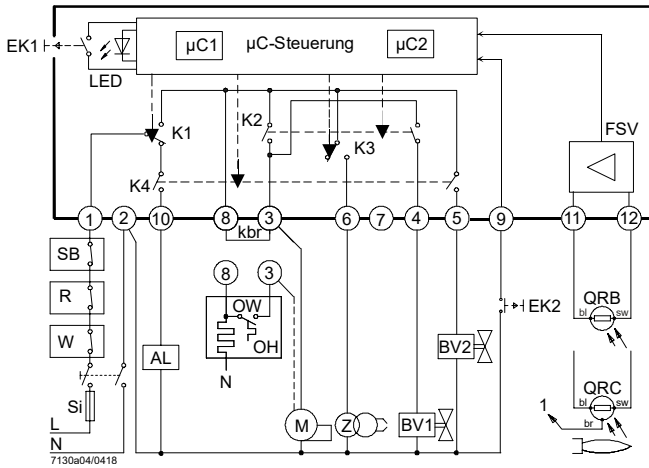 EK1
LED
µC1
µC-Steuerung
µC2
FSV
K1
K2
K3
K4
1
2
10
8
3
6
7
4
5
9
11
12
kbr
SB
R
W
Si
L
N
7130a04/0418
AL
8
3
OW
OH
N
M
Z
BV1
BV2
EK2
QRB
bl
sw
QRC
bl
sw
br
1